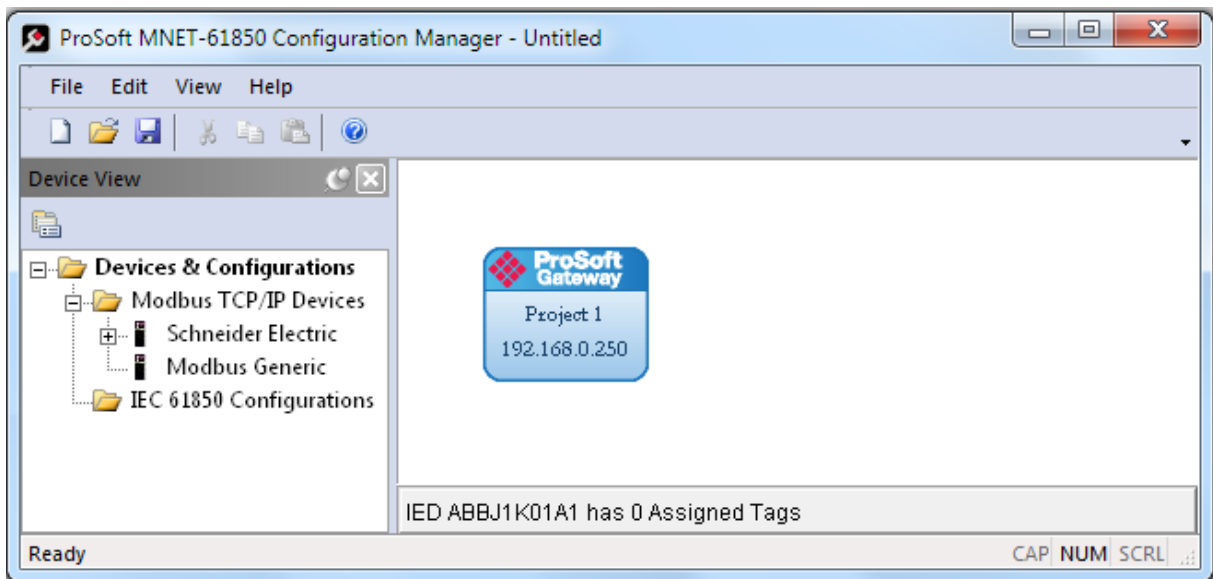 ProSoft MNET-61850 Configuration Manager - Untitled
File Edit View Help
Device View
Devices & Configurations
Modbus TCP/IP Devices
Schneider Electric
Modbus Generic
IEC 61850 Configurations
ProSoft
Gateway
Project 1
192.168.0.250
IED ABBJ1K01A1 has 0 Assigned Tags
Ready CAP NUM SCRL